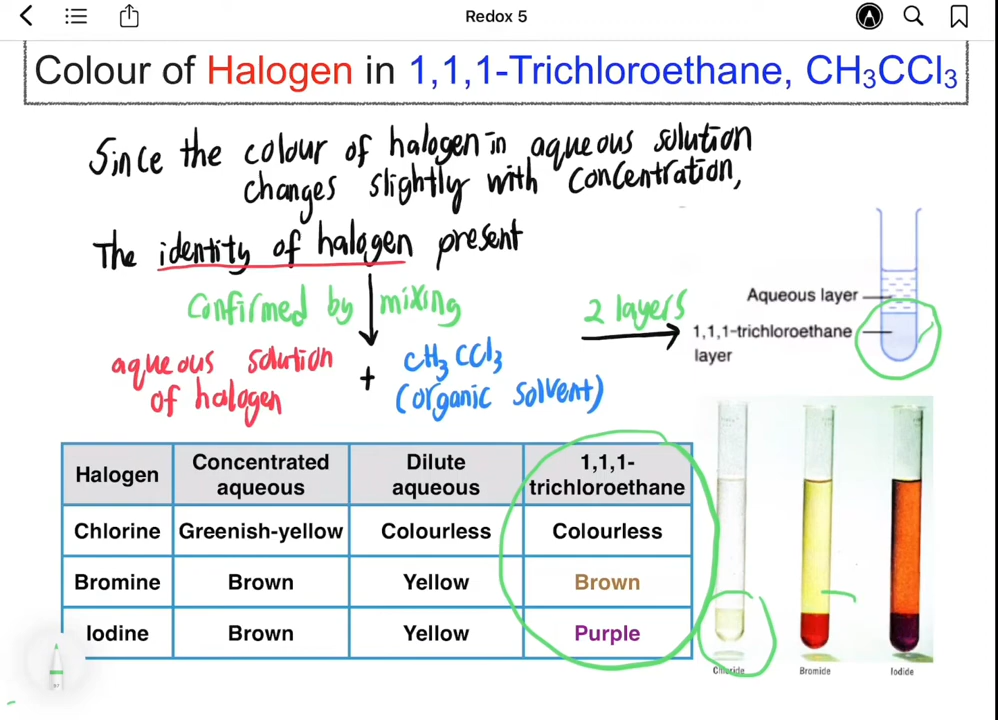 Redox 5
Colour of Halogen in 1,1,1-Trichloroethane, CH₃CCl₃
Since the colour of halogen in aqueous solution
changes slightly with concentration,
The identity of halogen present
confirmed by mixing
2 layers
Aqueous layer
1,1,1-trichloroethane
layer
aqueous solution
of halogen
+
CH₃CCl₃
(organic solvent)
Halogen Concentrated aqueous Dilute aqueous 1,1,1-trichloroethane
Chlorine Greenish-yellow Colourless Colourless
Bromine Brown Yellow Brown
Iodine Brown Yellow Purple
Chloride Bromide Iodide